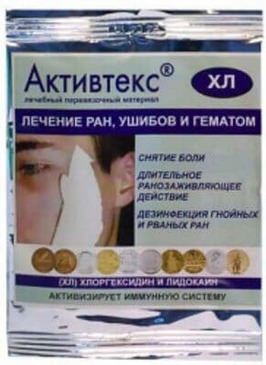 Активтекс® ХЛ
лечебный перевязочный материал
ЛЕЧЕНИЕ РАН, УШИБОВ И ГЕМАТОМ
СНЯТИЕ БОЛИ
ДЛИТЕЛЬНОЕ
РАНОЗАЖИВЛЯЮЩЕЕ
ДЕЙСТВИЕ
ДЕЗИНФЕКЦИЯ ГНОЙНЫХ
И РВАНЫХ РАН
(ХЛ) ХЛОРГЕКСИДИН И ЛИДОКАИН
АКТИВИЗИРУЕТ ИММУННУЮ СИСТЕМУ